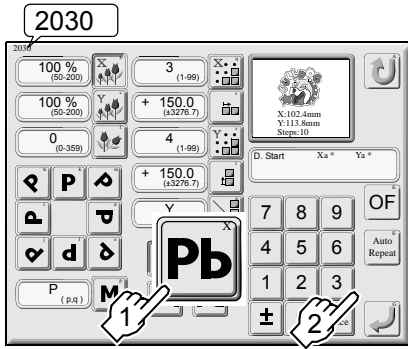 2030
2030
100 %
(50-200)
X
3
(1-99)
X
100 %
(50-200)
Y
+ 150.0
(±3276.7)
X:102.4mm
Y:113.8mm
Steps:10
0
(0-359)
4
(1-99)
Y
D. Start Xa * Ya *
P P P
+ 150.0
(±3276.7)
P P
Y
7 8 9
OF
P d P
X
Pb
4 5 6
Auto
Repeat
P
( p,q )
M
1 2 3
1
±
2
ce